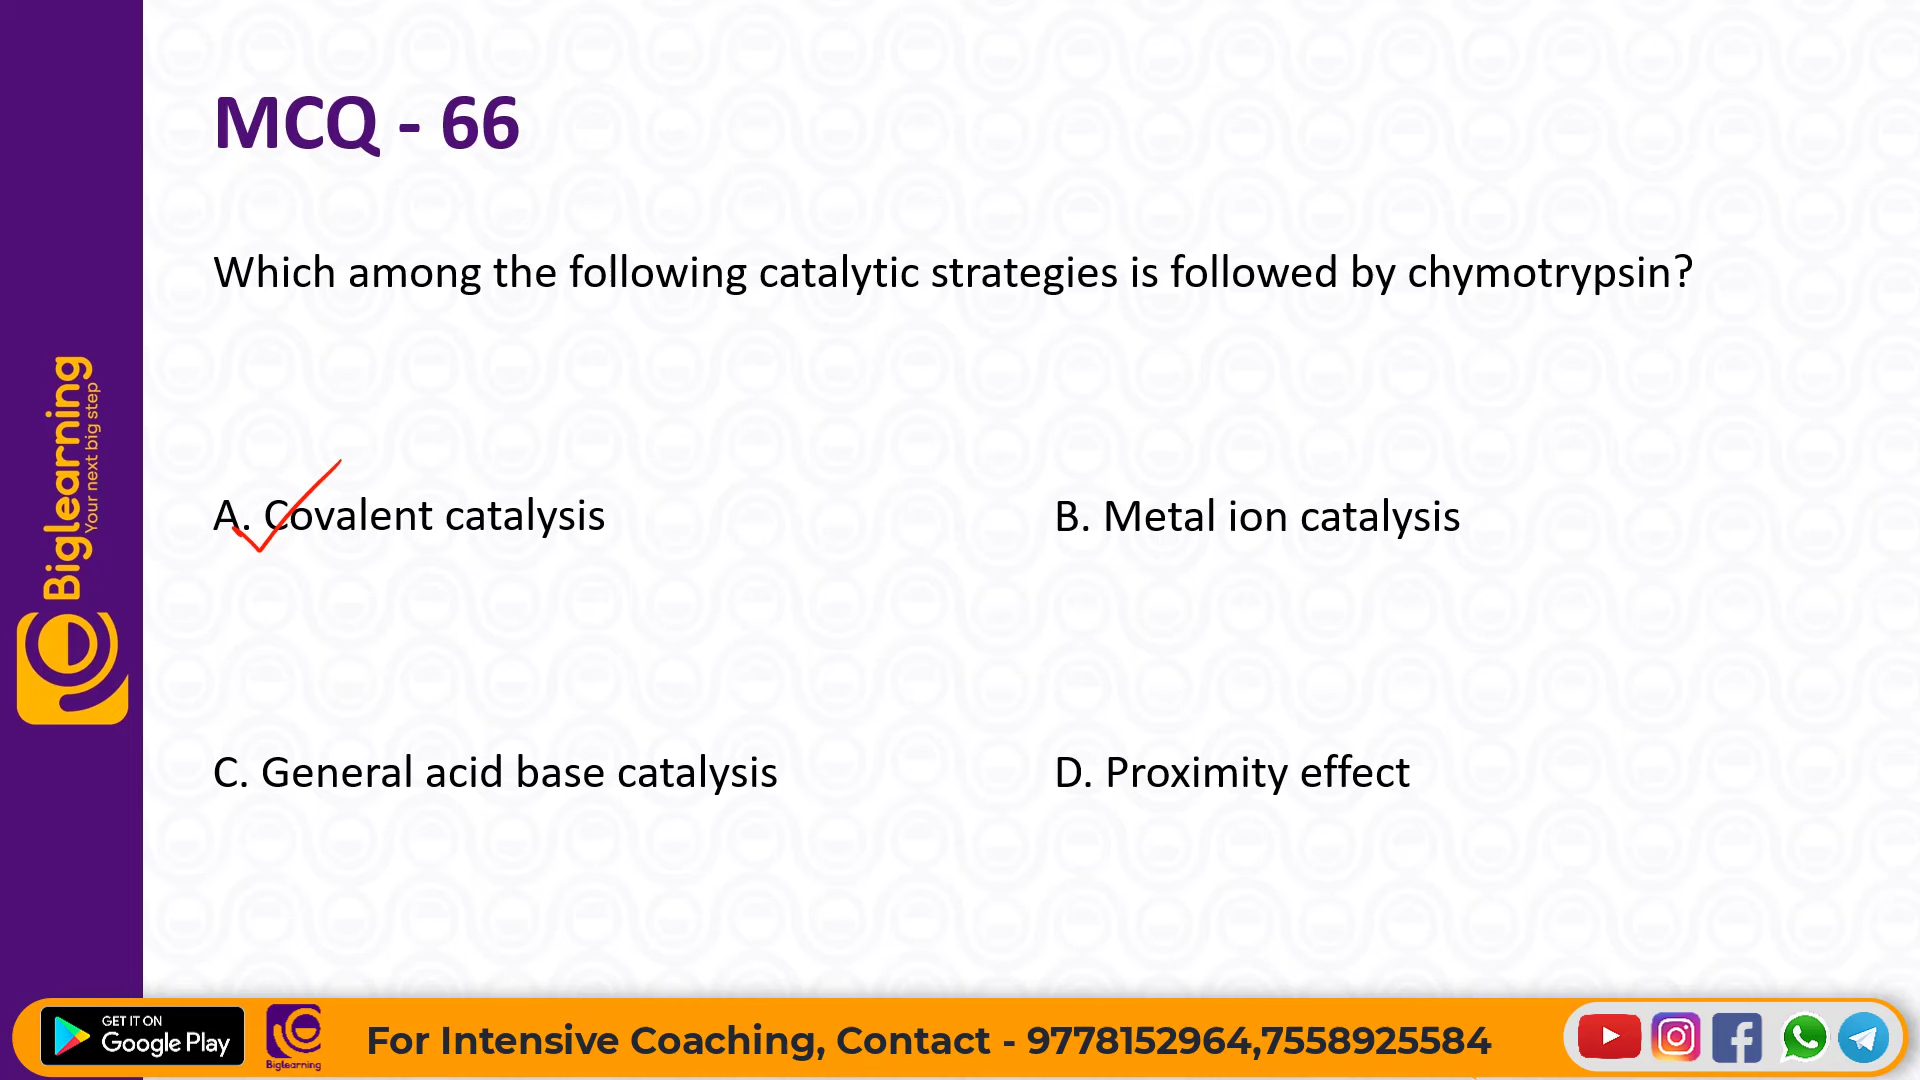 MCQ - 66
Which among the following catalytic strategies is followed by chymotrypsin?
A. Covalent catalysis
B. Metal ion catalysis
C. General acid base catalysis
D. Proximity effect
Biglearning
Your next big step
GET IT ON
Google Play
Biglearning
For Intensive Coaching, Contact - 9778152964,7558925584